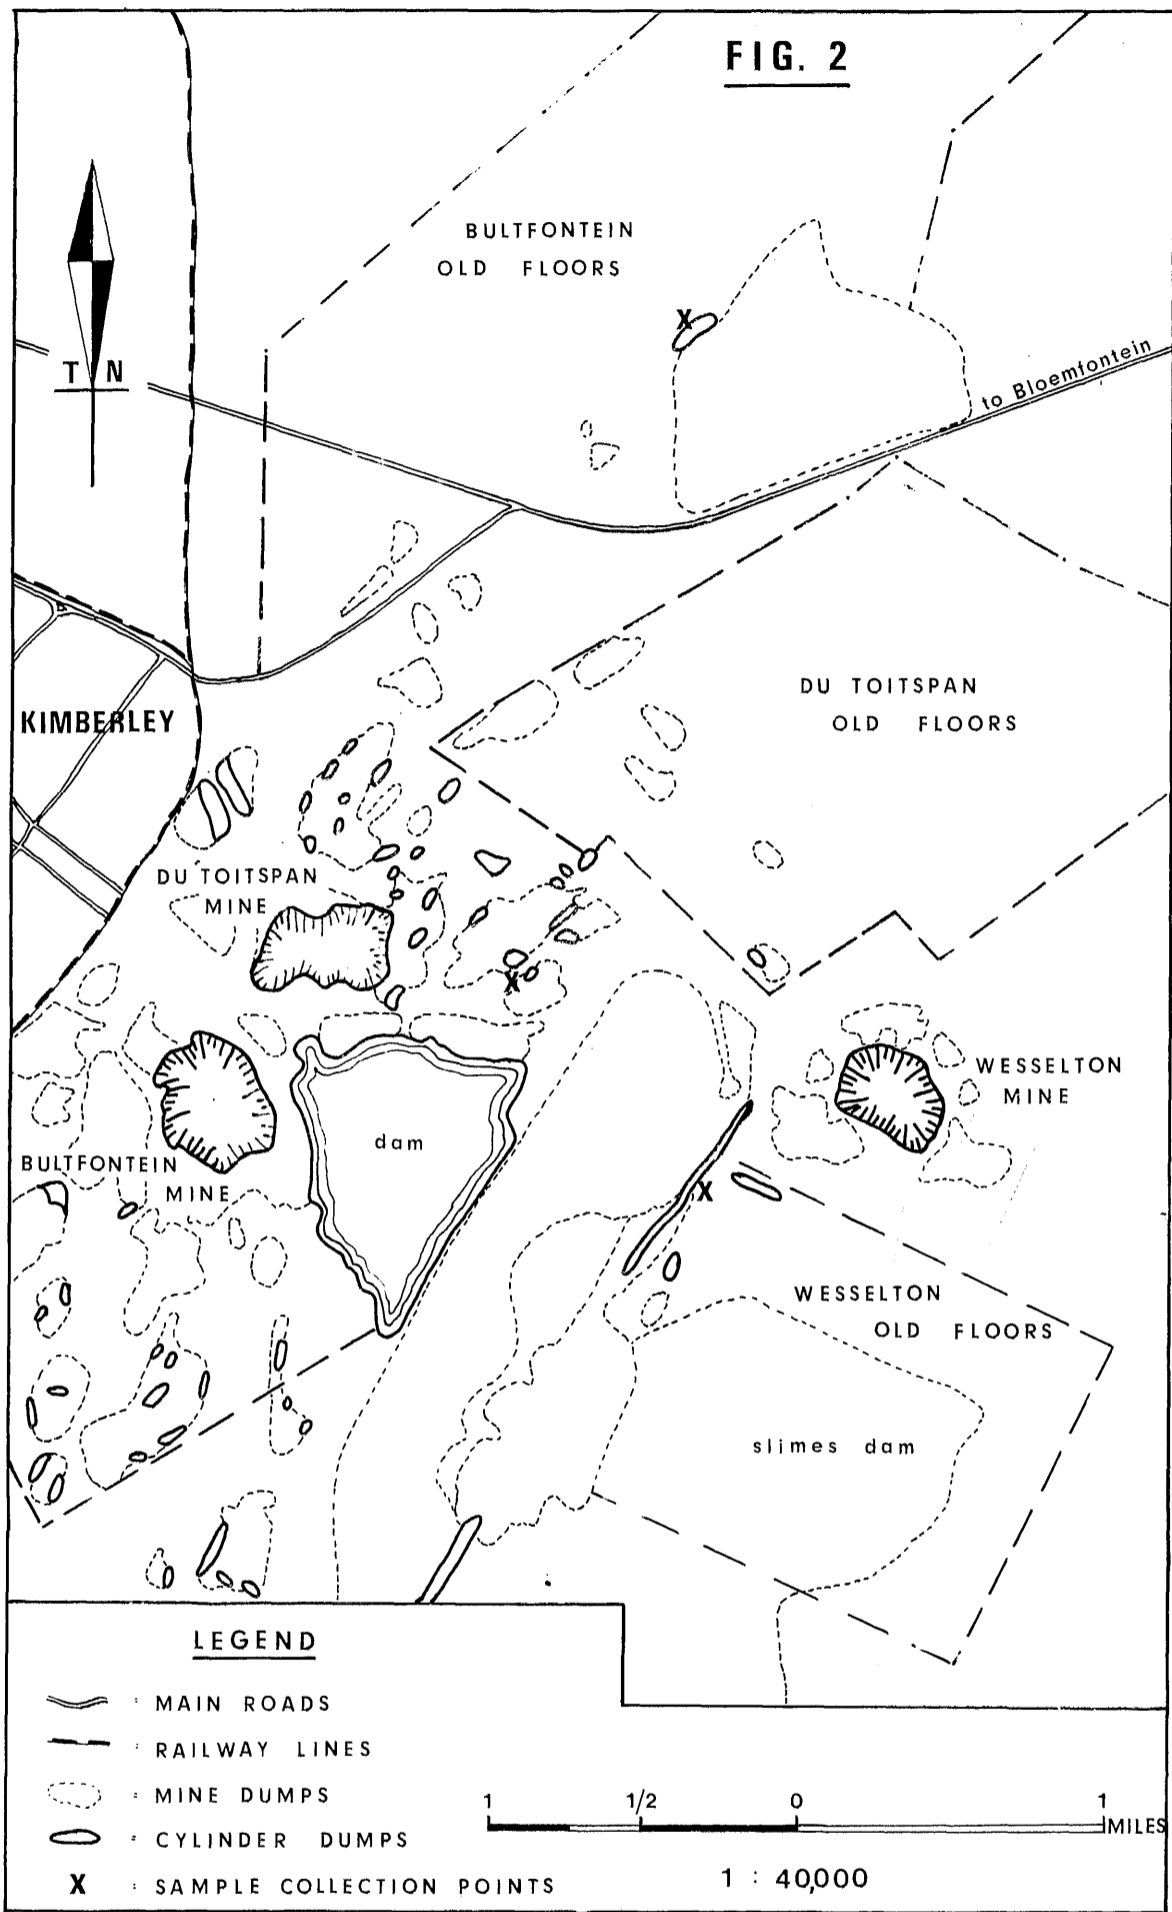 FIG. 2
BULTFONTEIN
OLD FLOORS
X
T N
to Bloemfontein
DU TOITSPAN
OLD FLOORS
KIMBERLEY
DU TOITSPAN
MINE
X
WESSELTON
MINE
dam
BULTFONTEIN
MINE
X
WESSELTON
OLD FLOORS
slimes dam
LEGEND
: MAIN ROADS
: RAILWAY LINES
: MINE DUMPS
: CYLINDER DUMPS
X : SAMPLE COLLECTION POINTS
1 1/2 0 1
MILES
1 : 40,000